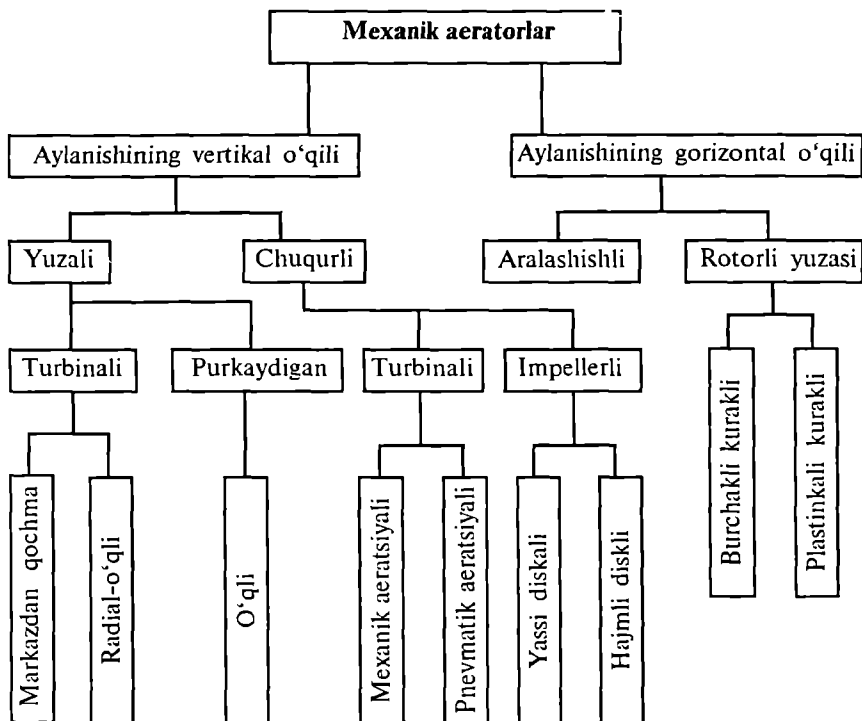 Mexanik aeratorlar
Aylanishining vertikal o‘qili
Aylanishining gorizontal o‘qili
Yuzali
Chuqurli
Aralashishli
Rotorli yuzasi
Turbinali
Purkaydigan
Turbinali
Impellerli
Burchakli kurakli
Plastinkali kurakli
Markazdan qochma
Radial-o‘qli
O‘qli
Mexanik aeratsiyali
Pnevmatik aeratsiyali
Yassi diskali
Hajmli diskli